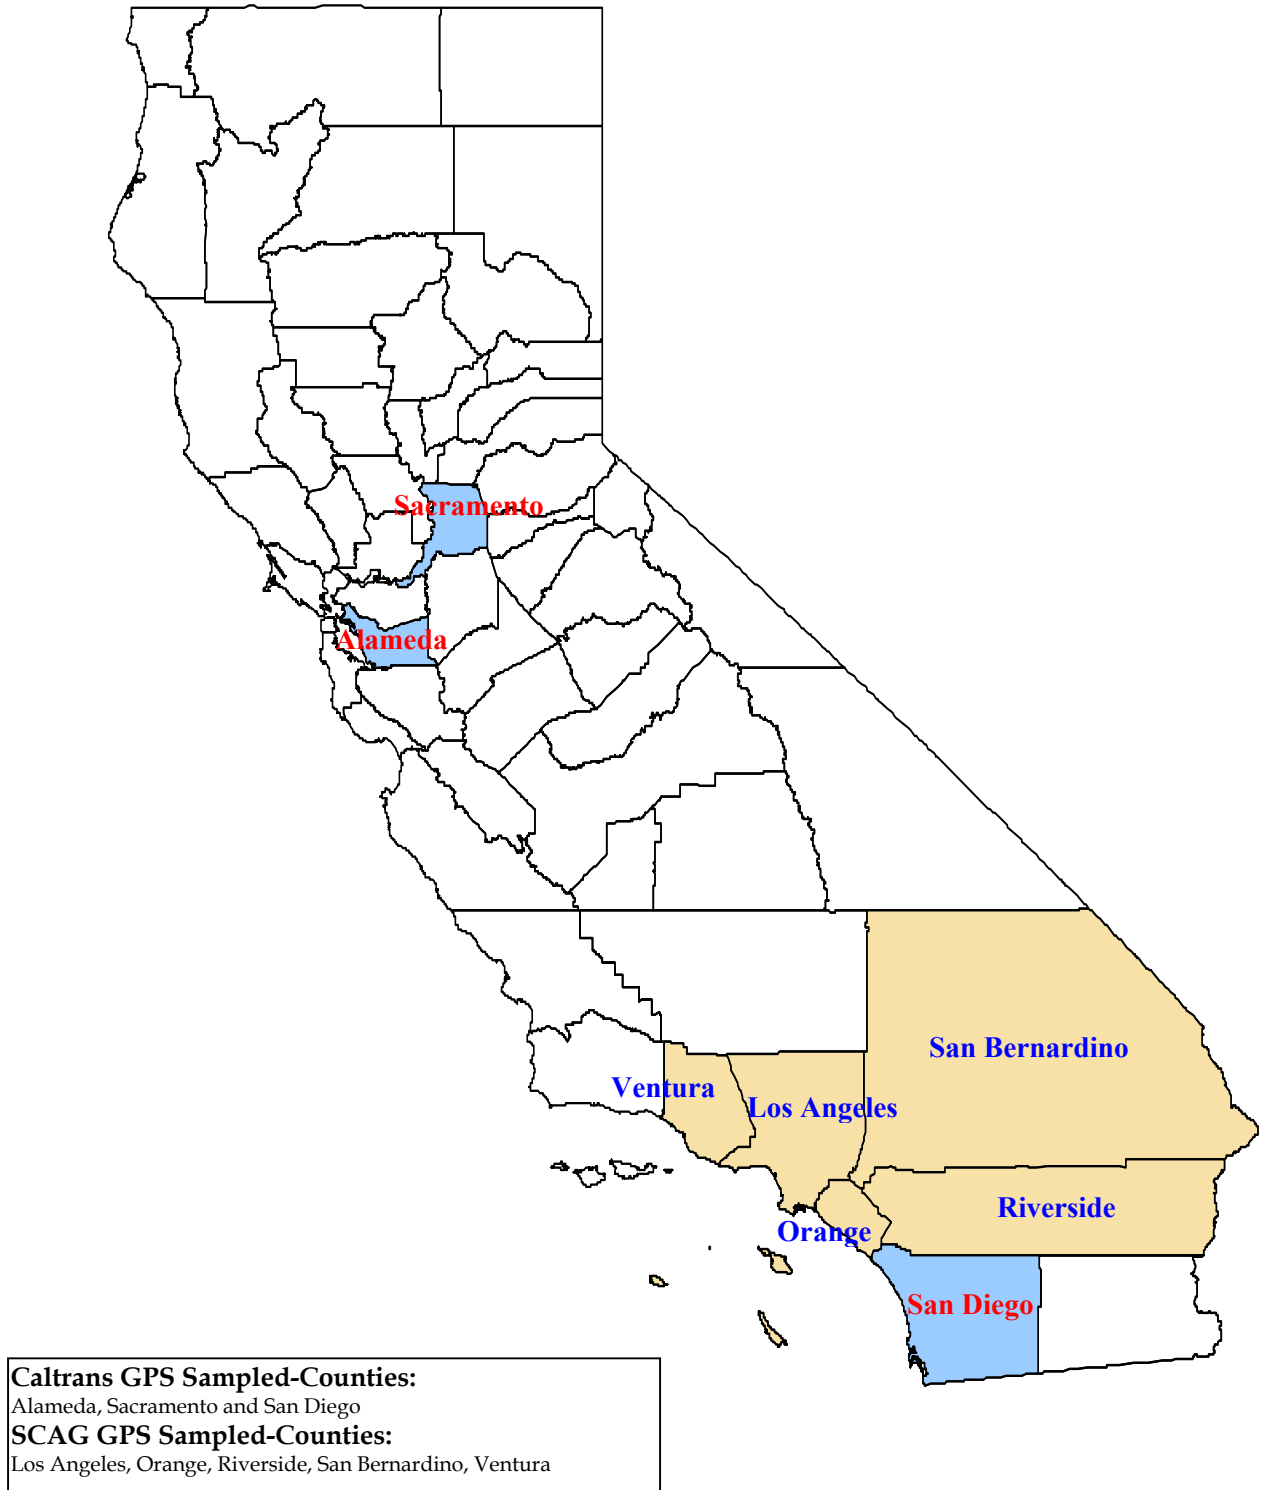 Sacramento
Alameda
San Bernardino
Ventura
Los Angeles
Riverside
Orange
San Diego
Caltrans GPS Sampled-Counties:
Alameda, Sacramento and San Diego
SCAG GPS Sampled-Counties:
Los Angeles, Orange, Riverside, San Bernardino, Ventura